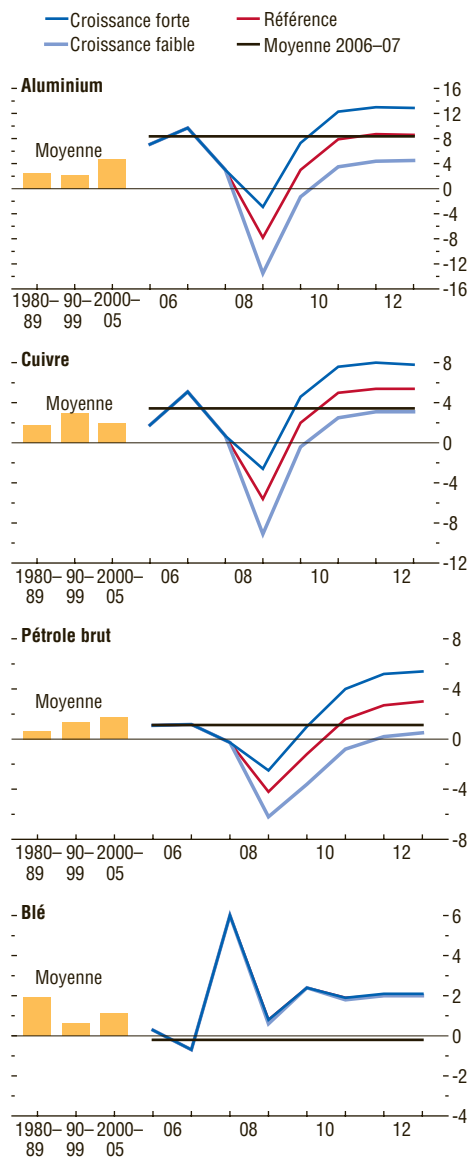 Croissance forte Référence
Croissance faible Moyenne 2006–07
Aluminium
16
12
Moyenne
8
4
0
-4
-8
-12
-16
1980– 90– 2000– 06 08 10 12
89 99 05
Cuivre
8
Moyenne
4
0
-4
-8
-12
1980– 90– 2000– 06 08 10 12
89 99 05
Pétrole brut
8
4
Moyenne
0
-4
-8
1980– 90– 2000– 06 08 10 12
89 99 05
Blé
6
4
Moyenne
2
0
-2
-4
1980– 90– 2000– 06 08 10 12
89 99 05